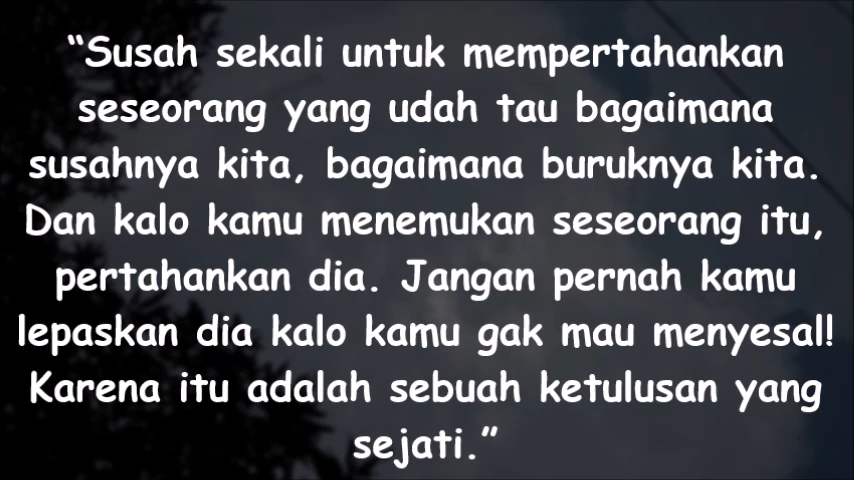 “Susah sekali untuk mempertahankan
seseorang yang udah tau bagaimana
susahnya kita, bagaimana buruknya kita.
Dan kalo kamu menemukan seseorang itu,
pertahankan dia. Jangan pernah kamu
lepaskan dia kalo kamu gak mau menyesal!
Karena itu adalah sebuah ketulusan yang
sejati.”